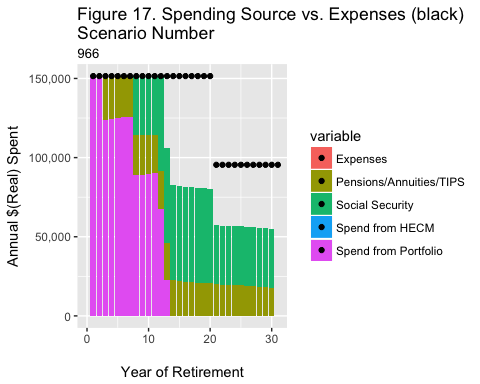 Figure 17. Spending Source vs. Expenses (black)
Scenario Number
966
150,000
100,000
50,000
0
Annual $(Real) Spent
0 10 20 30
Year of Retirement
variable
Expenses
Pensions/Annuities/TIPS
Social Security
Spend from HECM
Spend from Portfolio